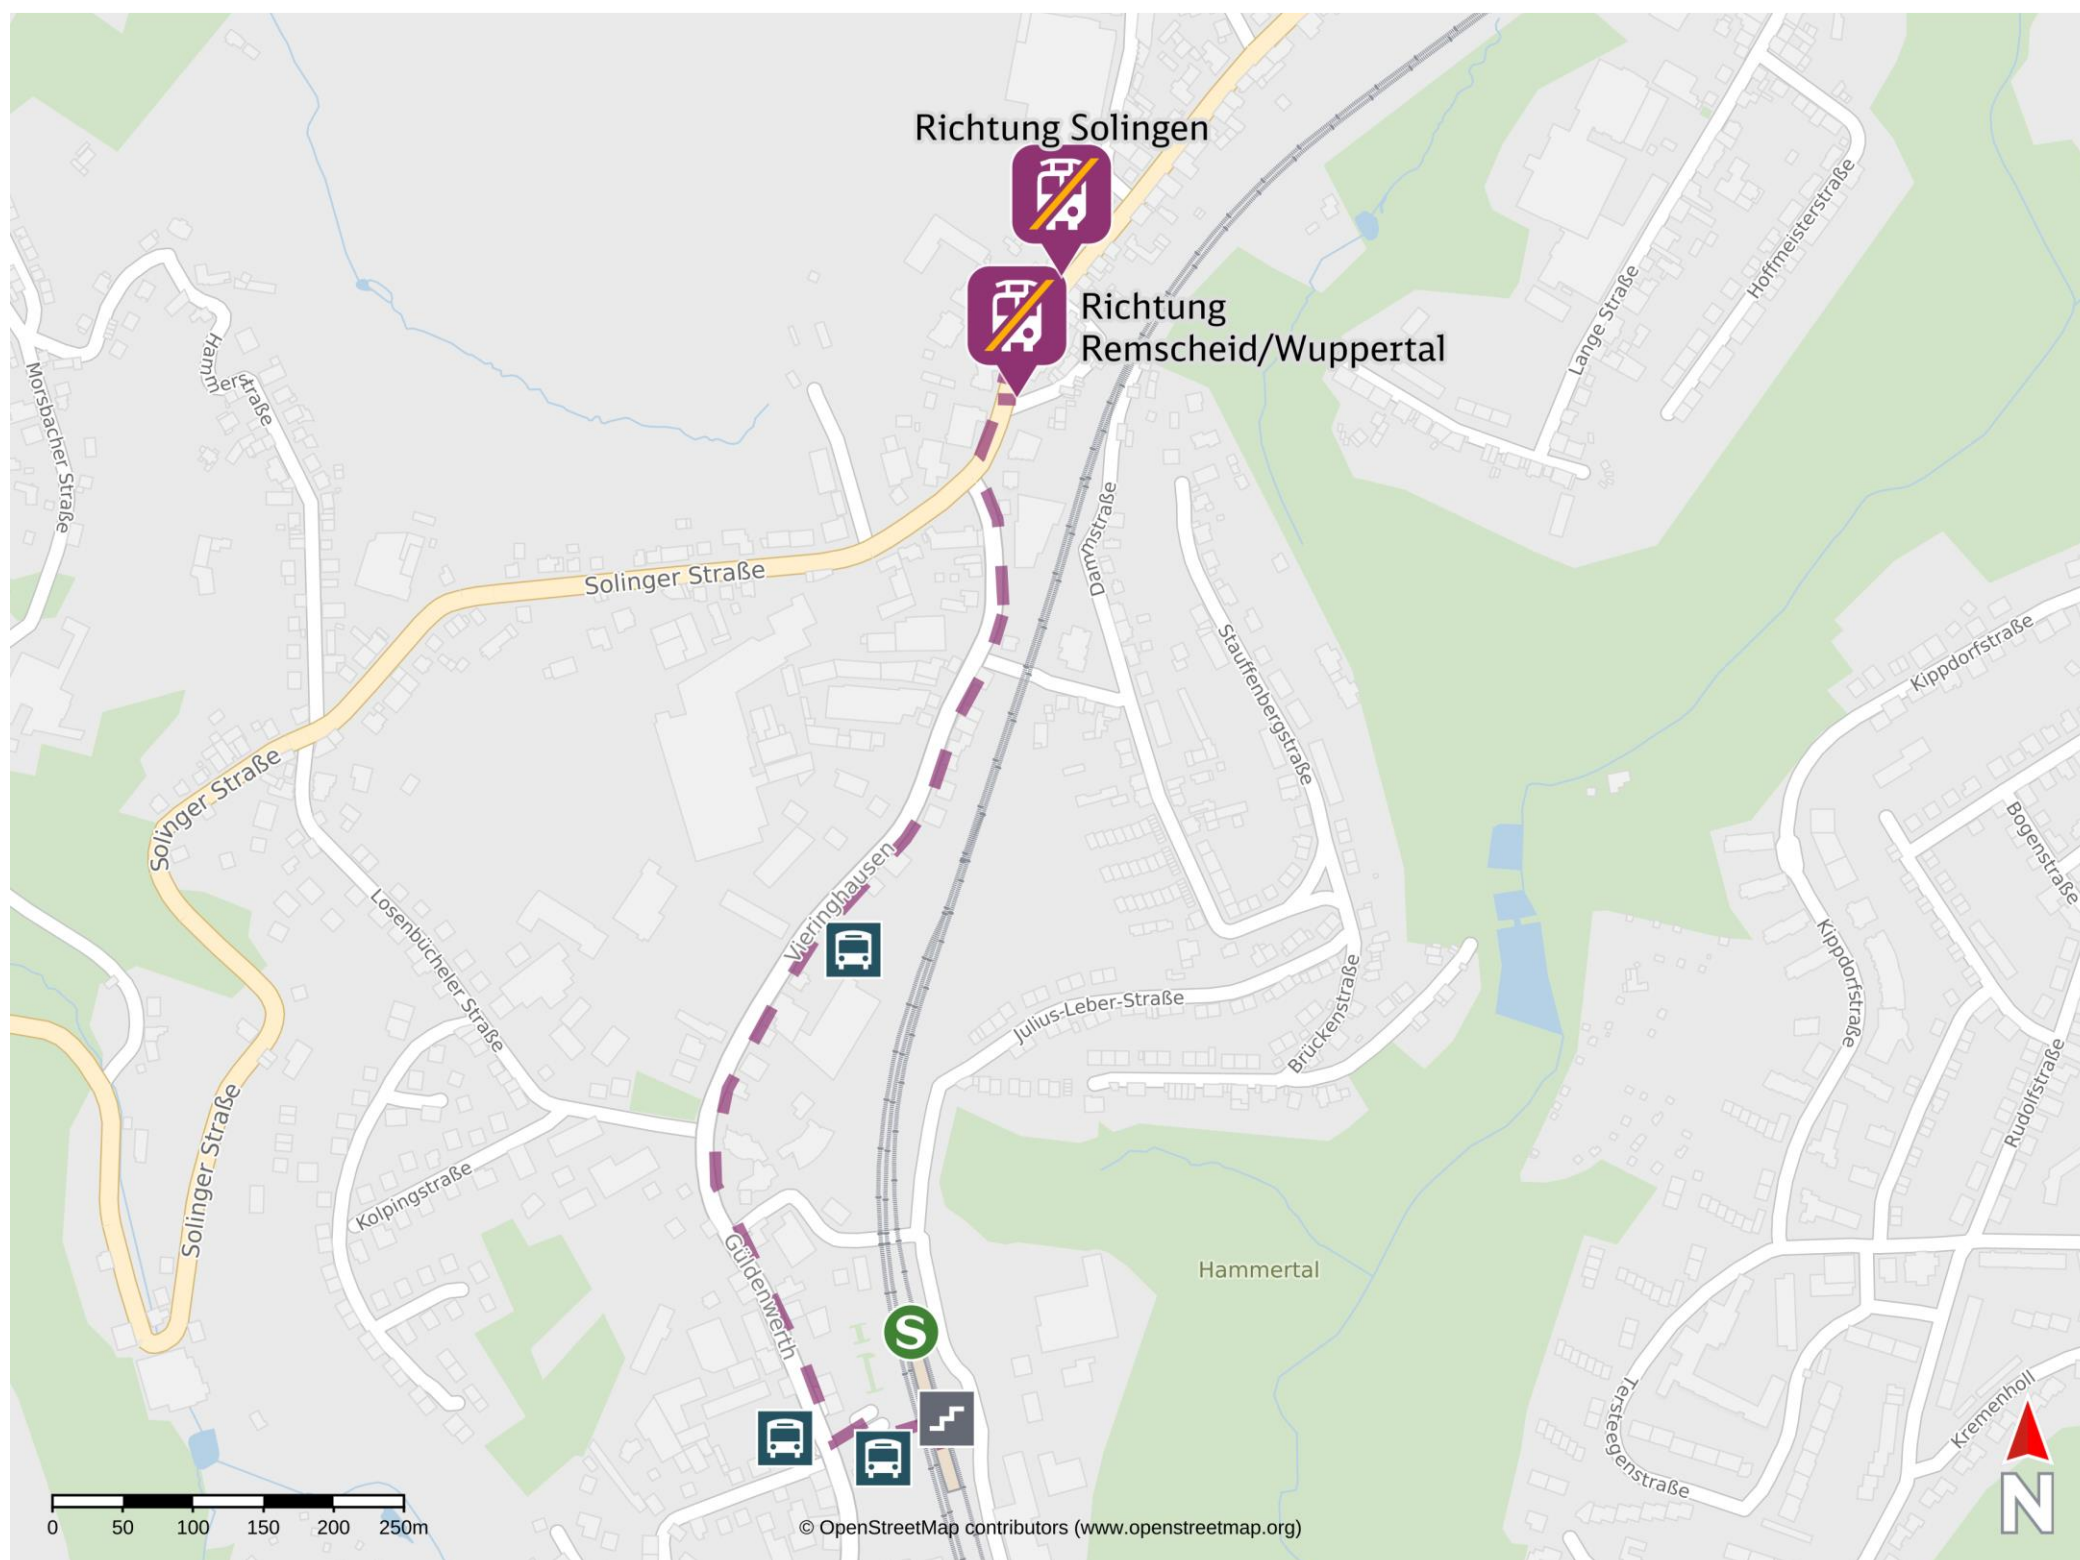 Richtung Solingen
Richtung
Remscheid/Wuppertal
Hoffmeisterstraße
Lange Straße
Hammerstraße
Morsbacher Straße
Dammstraße
Solinger Straße
Stauffenbergstraße
Kippdorfstraße
Solinger Straße
Bogenstraße
Vieringhausen
Losenbücheler Straße
Julius-Leber-Straße
Brückenstraße
Kippdorfstraße
Rudolfstraße
Solinger Straße
Kolpingstraße
Güldenwerth
Hammertal
S
Tersteegenstraße
Kremenholl
N
0 50 100 150 200 250m
© OpenStreetMap contributors (www.openstreetmap.org)